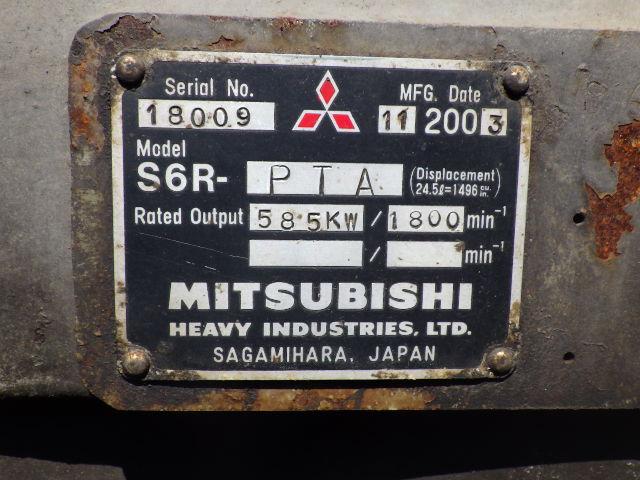 Serial No. MFG. Date
18009 11 2003
Model
S6R- PTA (Displacement 24.5ℓ=1496 cu. in.)
Rated Output 585KW / 1800 min⁻¹
/ min⁻¹
MITSUBISHI
HEAVY INDUSTRIES, LTD.
SAGAMIHARA, JAPAN